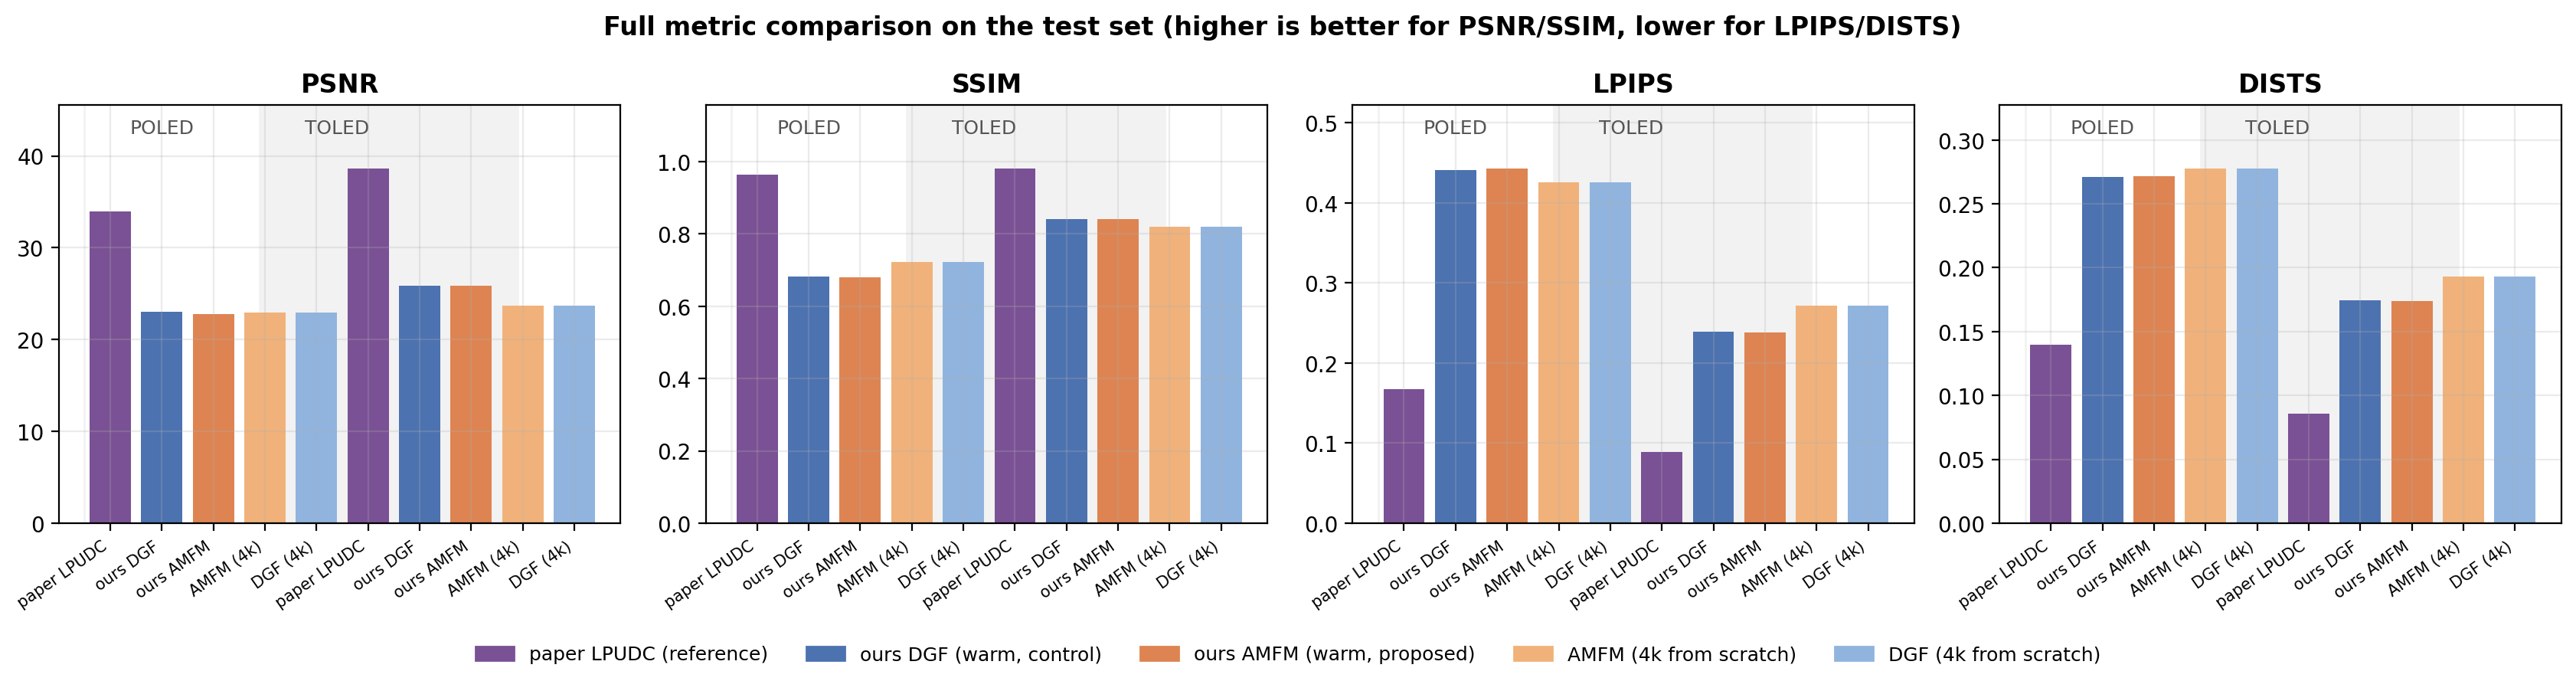 Full metric comparison on the test set (higher is better for PSNR/SSIM, lower for LPIPS/DISTS)
PSNR
POLED
TOLED
40
30
20
10
0
paper LPUDC
ours DGF
ours AMFM
AMFM (4k)
DGF (4k)
paper LPUDC
ours DGF
ours AMFM
AMFM (4k)
DGF (4k)
SSIM
POLED
TOLED
1.0
0.8
0.6
0.4
0.2
0.0
paper LPUDC
ours DGF
ours AMFM
AMFM (4k)
DGF (4k)
paper LPUDC
ours DGF
ours AMFM
AMFM (4k)
DGF (4k)
LPIPS
POLED
TOLED
0.5
0.4
0.3
0.2
0.1
0.0
paper LPUDC
ours DGF
ours AMFM
AMFM (4k)
DGF (4k)
paper LPUDC
ours DGF
ours AMFM
AMFM (4k)
DGF (4k)
DISTS
POLED
TOLED
0.30
0.25
0.20
0.15
0.10
0.05
0.00
paper LPUDC
ours DGF
ours AMFM
AMFM (4k)
DGF (4k)
paper LPUDC
ours DGF
ours AMFM
AMFM (4k)
DGF (4k)
paper LPUDC (reference)
ours DGF (warm, control)
ours AMFM (warm, proposed)
AMFM (4k from scratch)
DGF (4k from scratch)